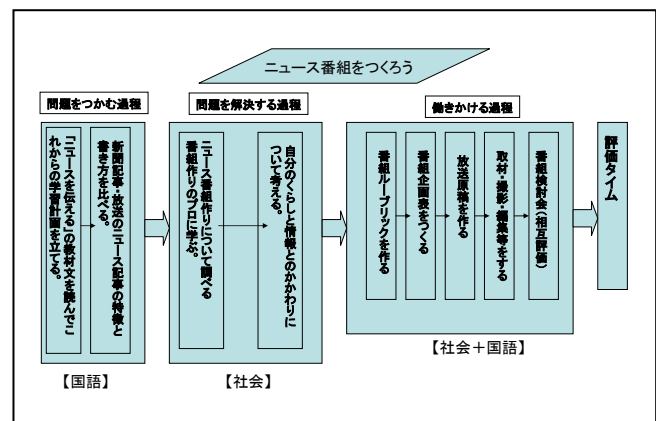 ニュース番組をつくろう
問題をつかむ過程
「ニュースを伝える」の教材文を読んでこ
れからの学習計画を立てる。
新聞記事・放送のニュース記事の特徴と
書き方を比べる。
【国語】
問題を解決する過程
ニュース番組作りについて調べる
番組作りのプロに学ぶ。
自分のくらしと情報とのかかわりに
ついて考える。
【社会】
働きかける過程
番組ルーブリックを作る
番組企画表をつくる
放送原稿を作る
取材・撮影・編集等をする
番組検討会(相互評価)
【社会+国語】
評価タイム